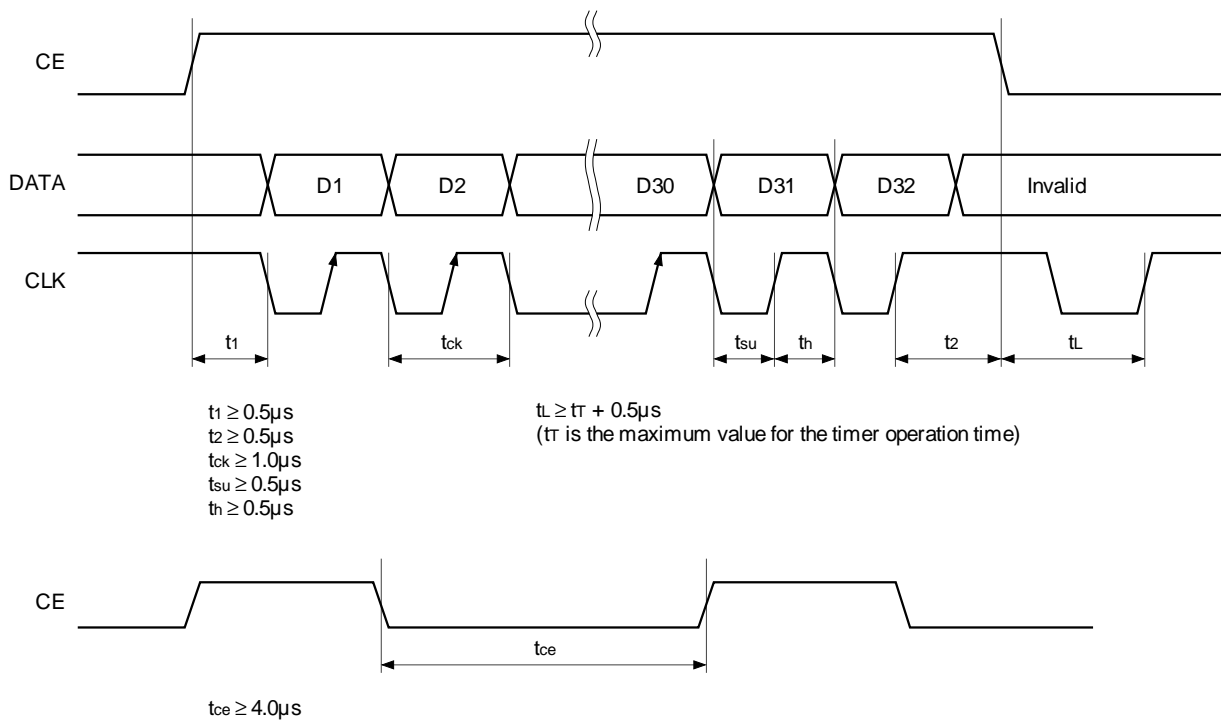 CE
DATA D1 D2 D30 D31 D32 Invalid
CLK
t1 tck tsu th t2 tL
t1 ≥ 0.5µs
t2 ≥ 0.5µs
tck ≥ 1.0µs
tsu ≥ 0.5µs
th ≥ 0.5µs
tL ≥ tT + 0.5µs
(tT is the maximum value for the timer operation time)
CE
tce
tce ≥ 4.0µs